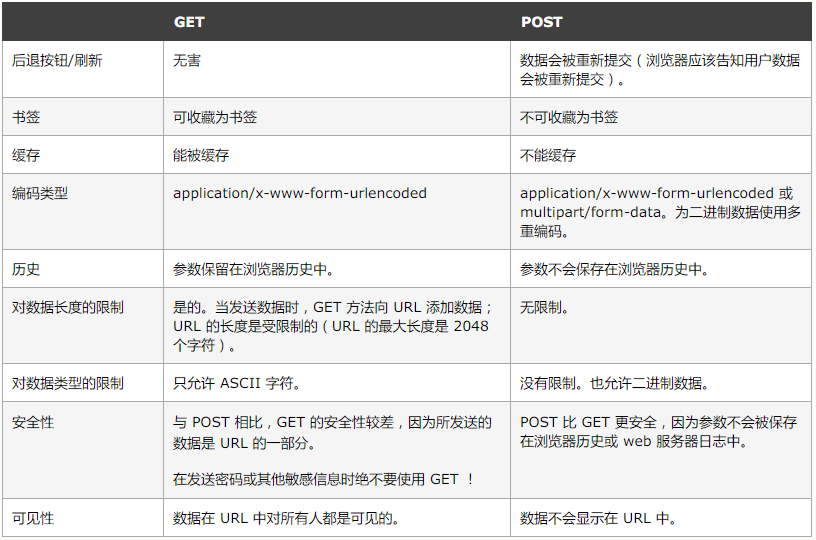 GET POST
后退按钮/刷新 无害 数据会被重新提交（浏览器应该告知用户数据
会被重新提交）。
书签 可收藏为书签 不可收藏为书签
缓存 能被缓存 不能缓存
编码类型 application/x-www-form-urlencoded application/x-www-form-urlencoded 或
multipart/form-data。为二进制数据使用多
重编码。
历史 参数保留在浏览器历史中。 参数不会保存在浏览器历史中。
对数据长度的限制 是的。当发送数据时，GET 方法向 URL 添加数据； 无限制。
URL 的长度是受限制的（URL 的最大长度是 2048
个字符）。
对数据类型的限制 只允许 ASCII 字符。 没有限制。也允许二进制数据。
安全性 与 POST 相比，GET 的安全性较差，因为所发送的 POST 比 GET 更安全，因为参数不会被保存
数据是 URL 的一部分。 在浏览器历史或 web 服务器日志中。
在发送密码或其他敏感信息时绝不要使用 GET ！
可见性 数据在 URL 中对所有人都是可见的。 数据不会显示在 URL 中。